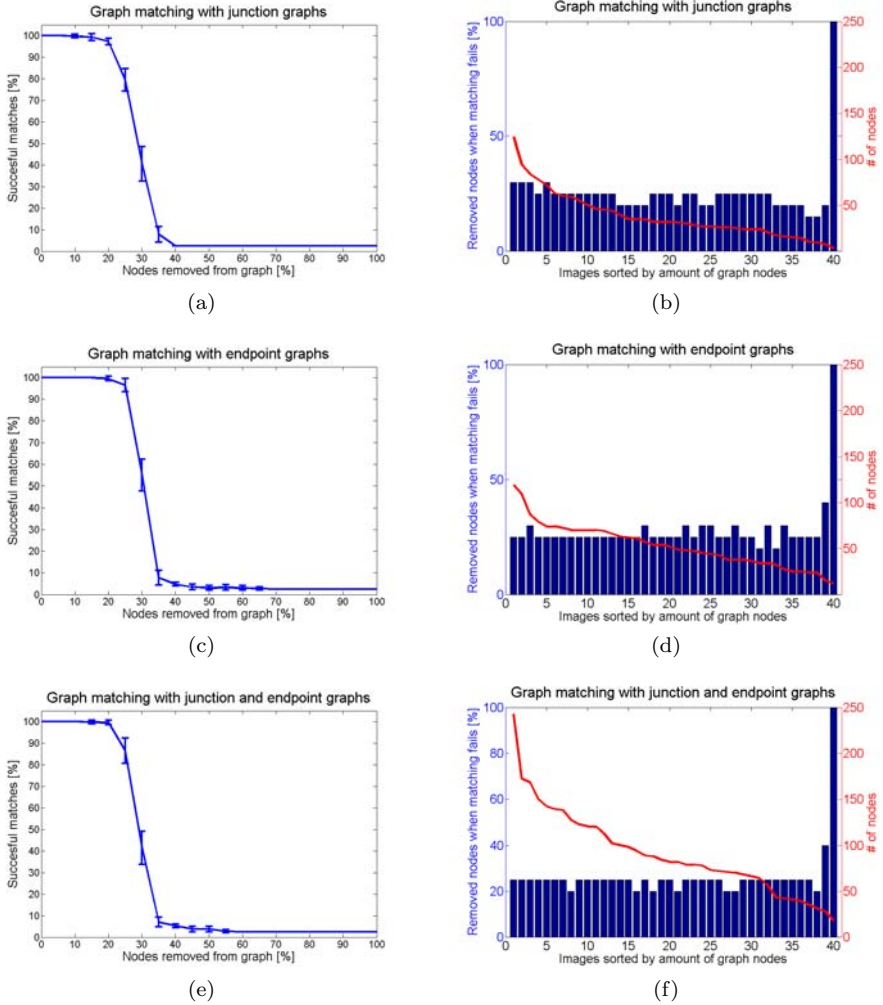 Graph matching with junction graphs
Succesful matches [%]
100
90
80
70
60
50
40
30
20
10
0
0 10 20 30 40 50 60 70 80 90 100
Nodes removed from graph [%]
(a)
Graph matching with junction graphs
Removed nodes when matching fails [%]
100
50
0
250
200
150
100
50
# of nodes
0 5 10 15 20 25 30 35 40
Images sorted by amount of graph nodes
(b)
Graph matching with endpoint graphs
Succesful matches [%]
100
90
80
70
60
50
40
30
20
10
0
0 10 20 30 40 50 60 70 80 90 100
Nodes removed from graph [%]
(c)
Graph matching with endpoint graphs
Removed nodes when matching fails [%]
100
50
0
250
200
150
100
50
# of nodes
0 5 10 15 20 25 30 35 40
Images sorted by amount of graph nodes
(d)
Graph matching with junction and endpoint graphs
Succesful matches [%]
100
90
80
70
60
50
40
30
20
10
0
0 10 20 30 40 50 60 70 80 90 100
Nodes removed from graph [%]
(e)
Graph matching with junction and endpoint graphs
Removed nodes when matching fails [%]
100
80
60
40
20
0
250
200
150
100
50
0
# of nodes
0 5 10 15 20 25 30 35 40
Images sorted by amount of graph nodes
(f)